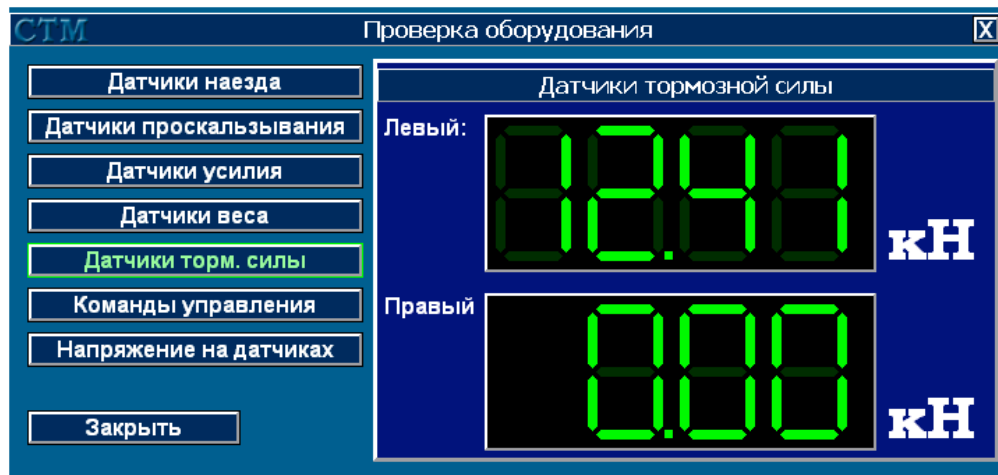 СТМ
Проверка оборудования
X
Датчики наезда
Датчики проскальзывания
Датчики усилия
Датчики веса
Датчики торм. силы
Команды управления
Напряжение на датчиках
Закрыть
Датчики тормозной силы
Левый:
12.41
кН
Правый
0.00
кН